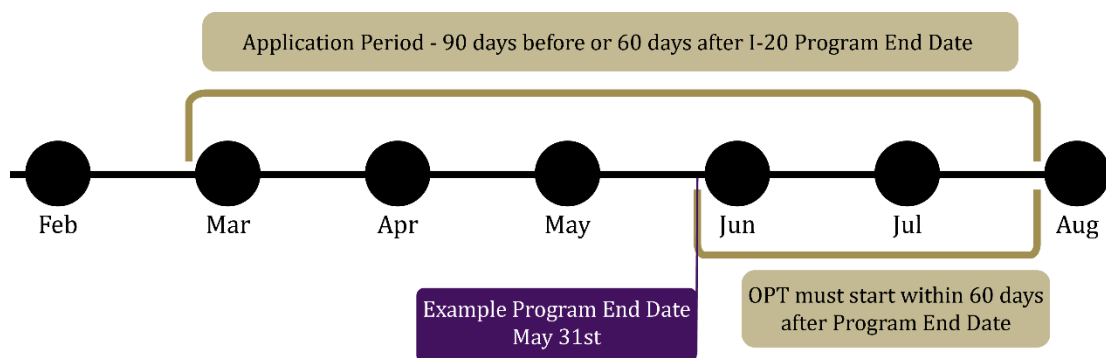 Application Period - 90 days before or 60 days after I-20 Program End Date
Feb
Mar
Apr
May
Jun
Jul
Aug
Example Program End Date
May 31st
OPT must start within 60 days
after Program End Date